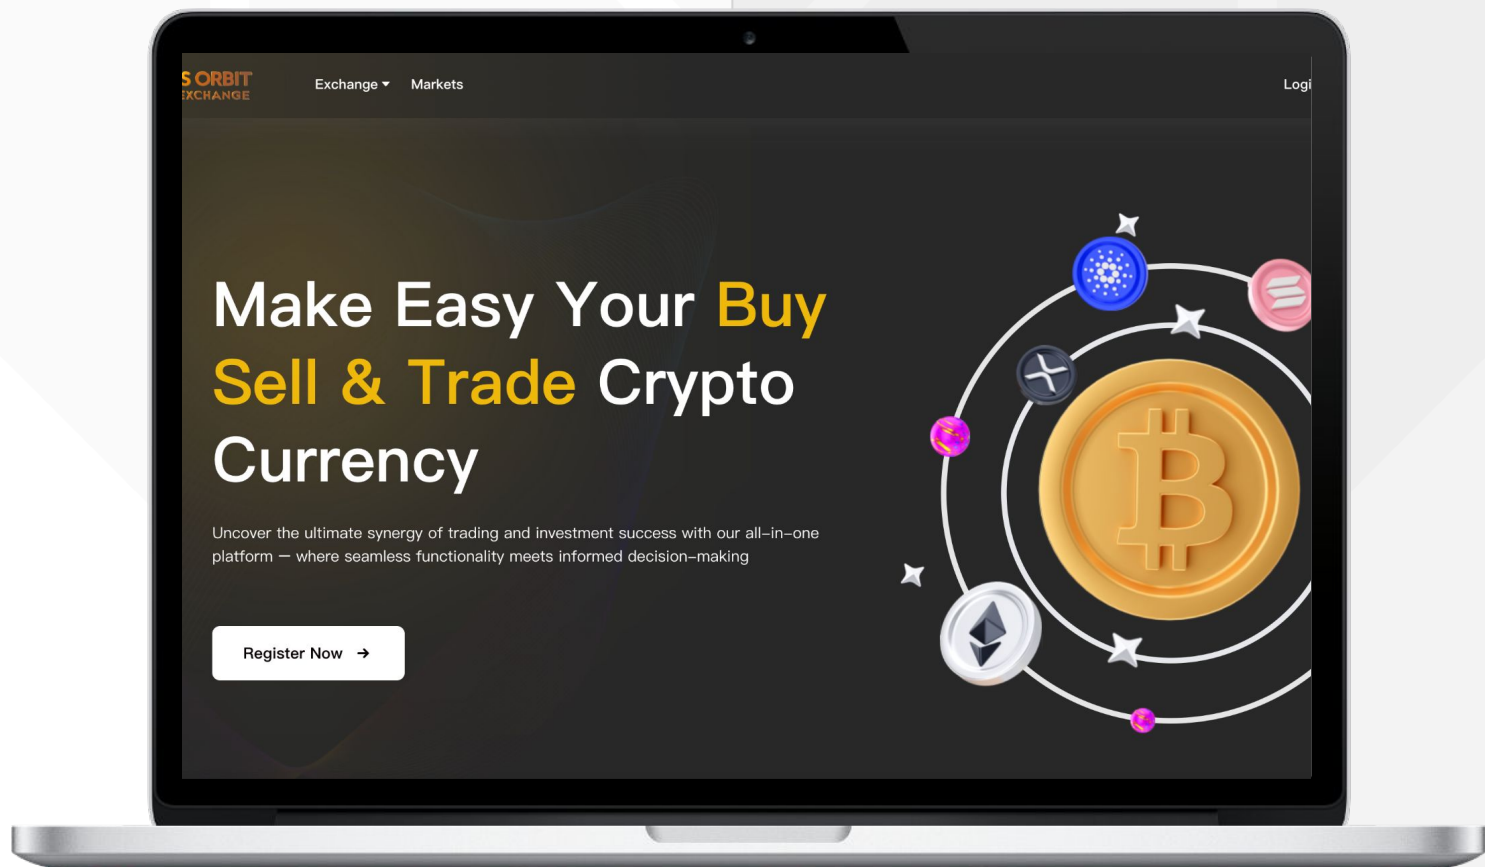 S ORBIT
EXCHANGE
Exchange
Markets
Logi
Make Easy Your Buy
Sell & Trade Crypto
Currency
Uncover the ultimate synergy of trading and investment success with our all-in-one
platform — where seamless functionality meets informed decision-making
Register Now →